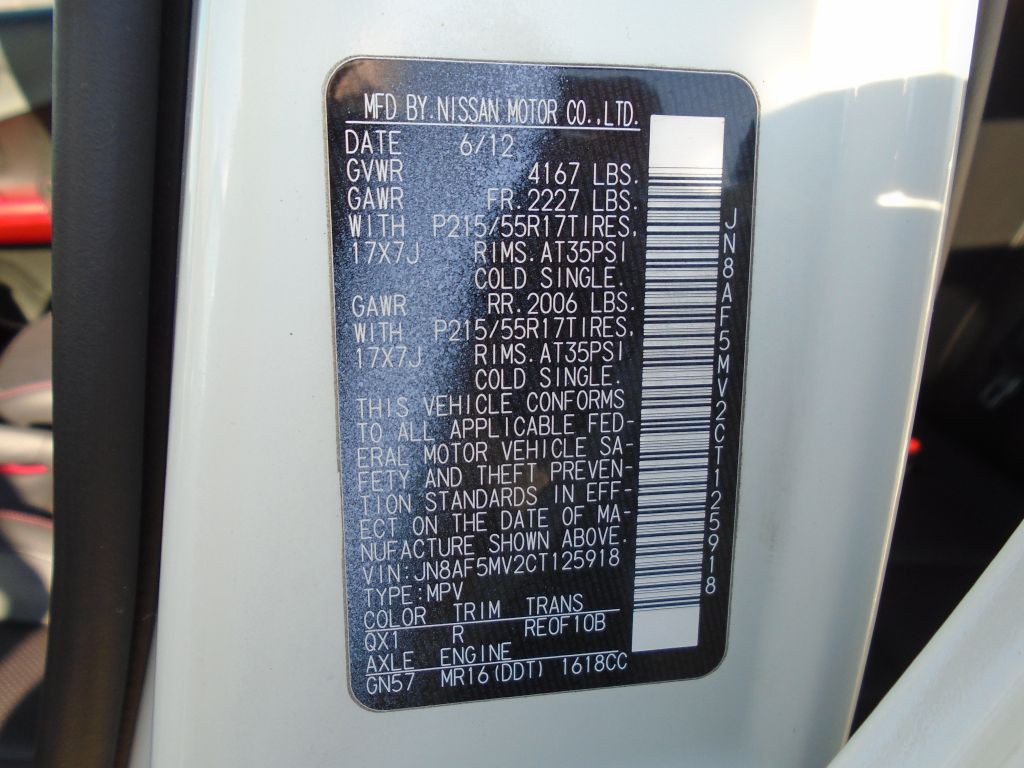 MFD BY.NISSAN MOTOR CO.,LTD.
DATE 6/12
GVWR 4167 LBS.
GAWR FR.2227 LBS.
WITH P215/55R17TIRES,
17X7J RIMS.AT35PSI
COLD SINGLE.
GAWR RR.2006 LBS.
WITH P215/55R17TIRES,
17X7J RIMS.AT35PSI
COLD SINGLE.
THIS VEHICLE CONFORMS
TO ALL APPLICABLE FED-
ERAL MOTOR VEHICLE SA-
FETY AND THEFT PREVEN-
TION STANDARDS IN EFF-
ECT ON THE DATE OF MA-
NUFACTURE SHOWN ABOVE.
VIN:JN8AF5MV2CT125918
TYPE:MPV
COLOR TRIM TRANS
QX1 R RE0F10B
AXLE ENGINE
GN57 MR16(DDT) 1618CC
JN8AF5MV2CT125918